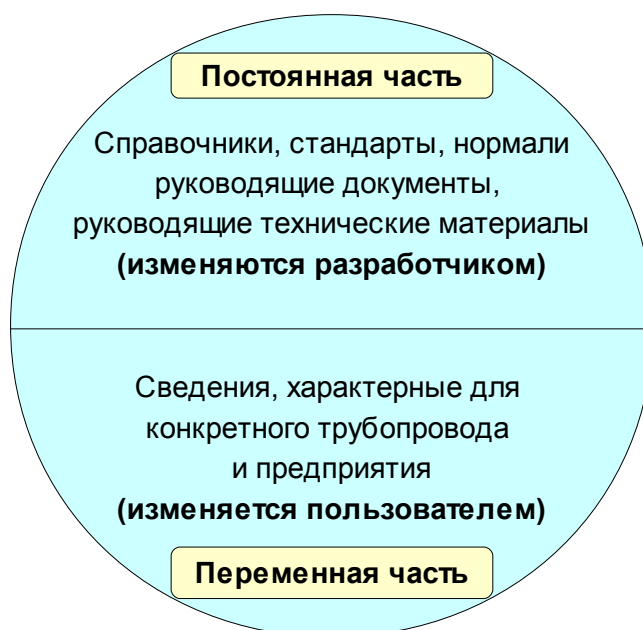 Постоянная часть
Справочники, стандарты, нормали
руководящие документы,
руководящие технические материалы
(изменяются разработчиком)
Сведения, характерные для
конкретного трубопровода
и предприятия
(изменяется пользователем)
Переменная часть